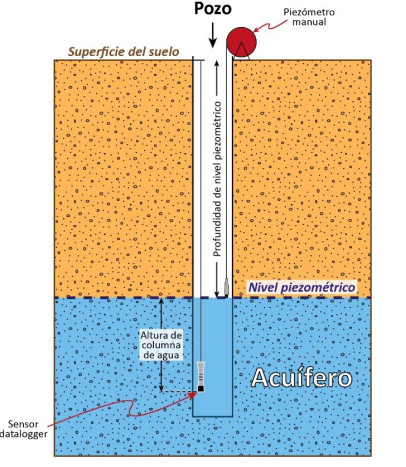 Pozo
Piezómetro
manual
Superficie del suelo
Profundidad de nivel piezométrico
Nivel piezométrico
Altura de
columna
de agua
Acuífero
Sensor
datalogger